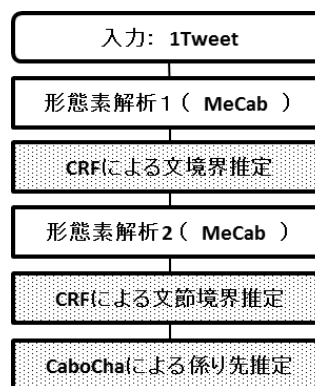 入力: 1Tweet
形態素解析1( MeCab )
CRFによる文境界推定
形態素解析2( MeCab )
CRFによる文節境界推定
CaboChaによる係り先推定